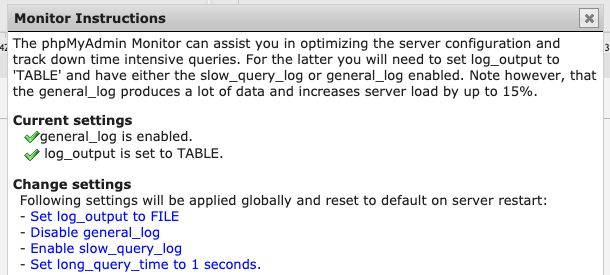 Monitor Instructions
The phpMyAdmin Monitor can assist you in optimizing the server configuration and
track down time intensive queries. For the latter you will need to set log_output to
'TABLE' and have either the slow_query_log or general_log enabled. Note however, that
the general_log produces a lot of data and increases server load by up to 15%.
Current settings
general_log is enabled.
log_output is set to TABLE.
Change settings
Following settings will be applied globally and reset to default on server restart:
- Set log_output to FILE
- Disable general_log
- Enable slow_query_log
- Set long_query_time to 1 seconds.